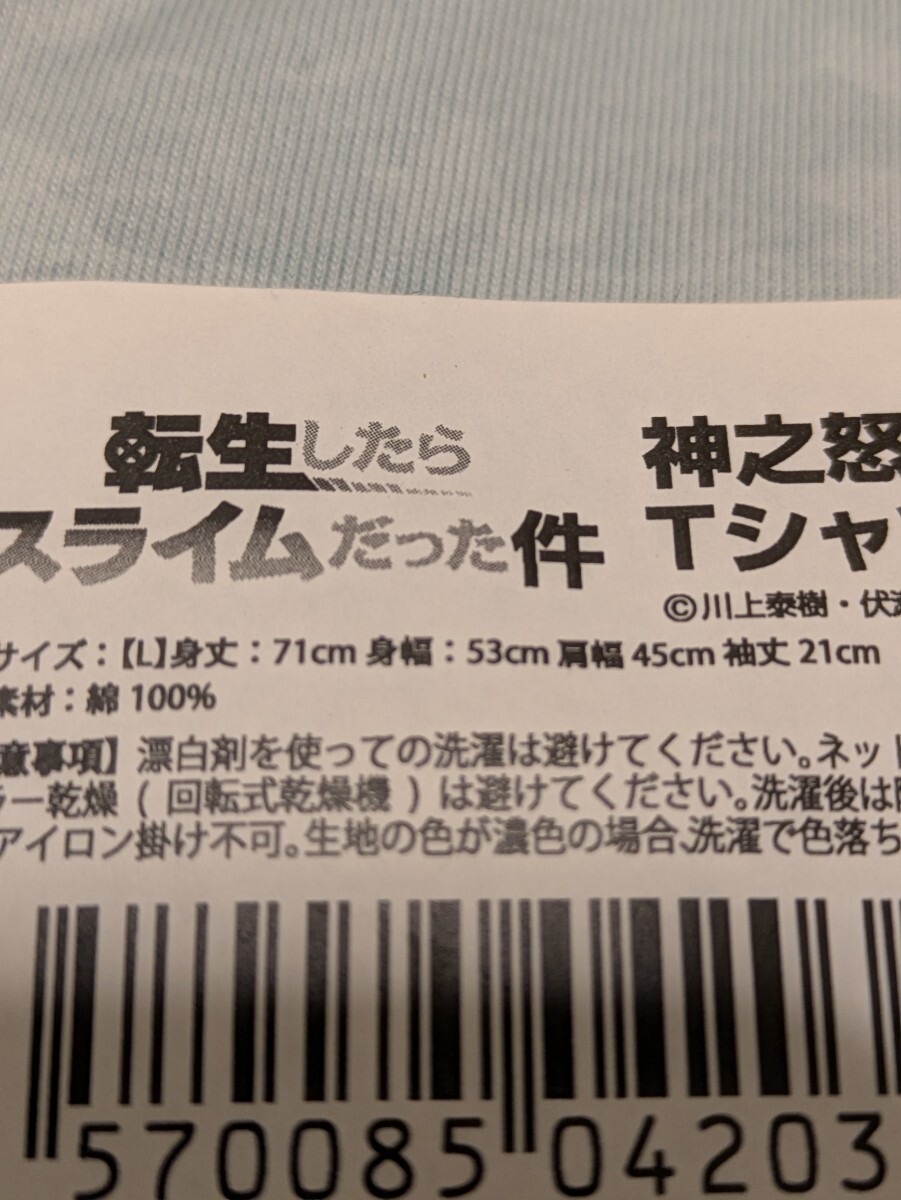 転生したら
スライムだった件
神之怒
Tシャツ
©川上泰樹・伏瀬
サイズ：【L】身丈：71cm 身幅：53cm 肩幅 45cm 袖丈 21cm
素材：綿 100%
意事項】漂白剤を使っての洗濯は避けてください。ネット
ラー乾燥（回転式乾燥機）は避けてください。洗濯後は
アイロン掛け不可。生地の色が濃色の場合、洗濯で色落ち
570085 04203